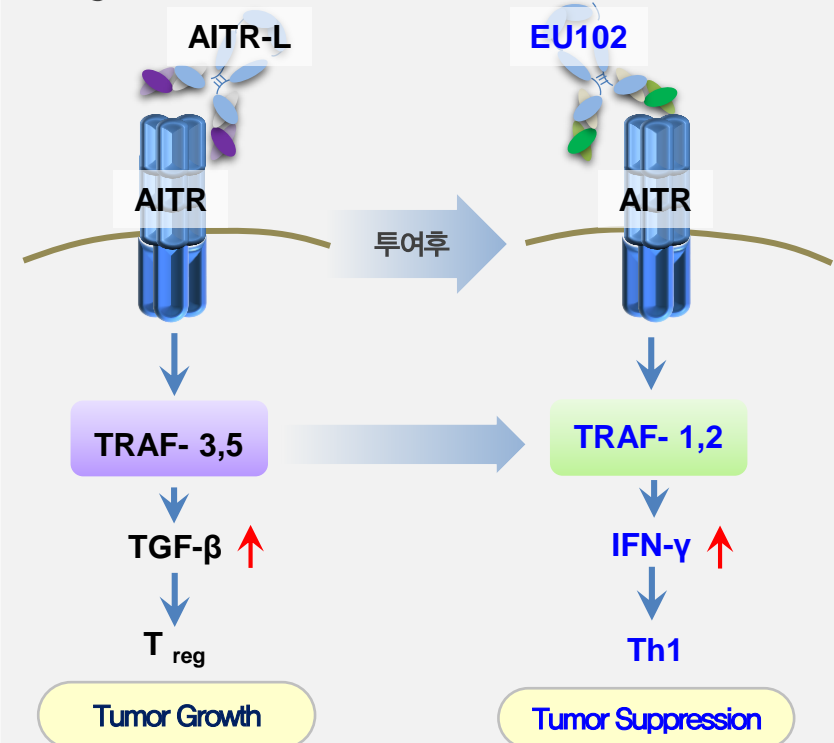 AITR-L
EU102
AITR
AITR
투여후
TRAF- 3,5
TRAF- 1,2
TGF-β
IFN-γ
T reg
Th1
Tumor Growth
Tumor Suppression